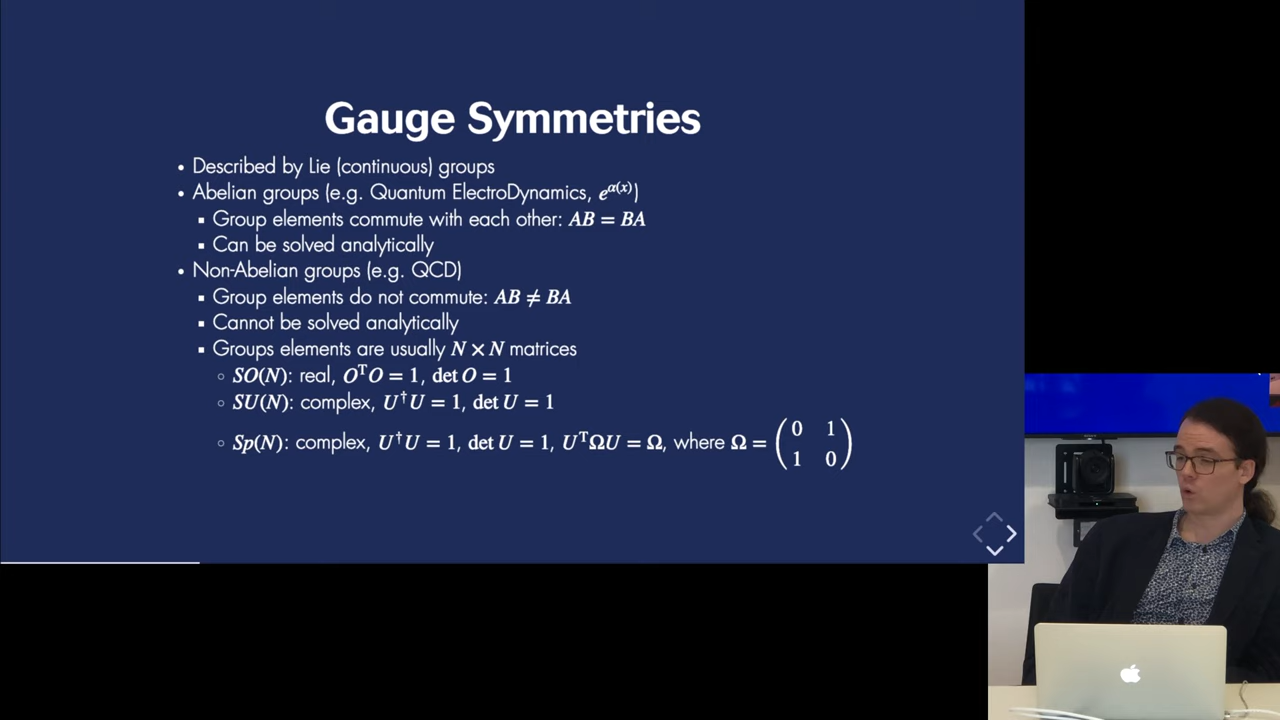 Gauge Symmetries
• Described by Lie (continuous) groups
• Abelian groups (e.g. Quantum ElectroDynamics, e^{α(x)})
▪ Group elements commute with each other: AB = BA
▪ Can be solved analytically
• Non-Abelian groups (e.g. QCD)
▪ Group elements do not commute: AB ≠ BA
▪ Cannot be solved analytically
▪ Groups elements are usually N × N matrices
◦ SO(N): real, O^T O = 1, det O = 1
◦ SU(N): complex, U^† U = 1, det U = 1
◦ Sp(N): complex, U^† U = 1, det U = 1, U^T ΩU = Ω, where Ω = (0 1
1 0)